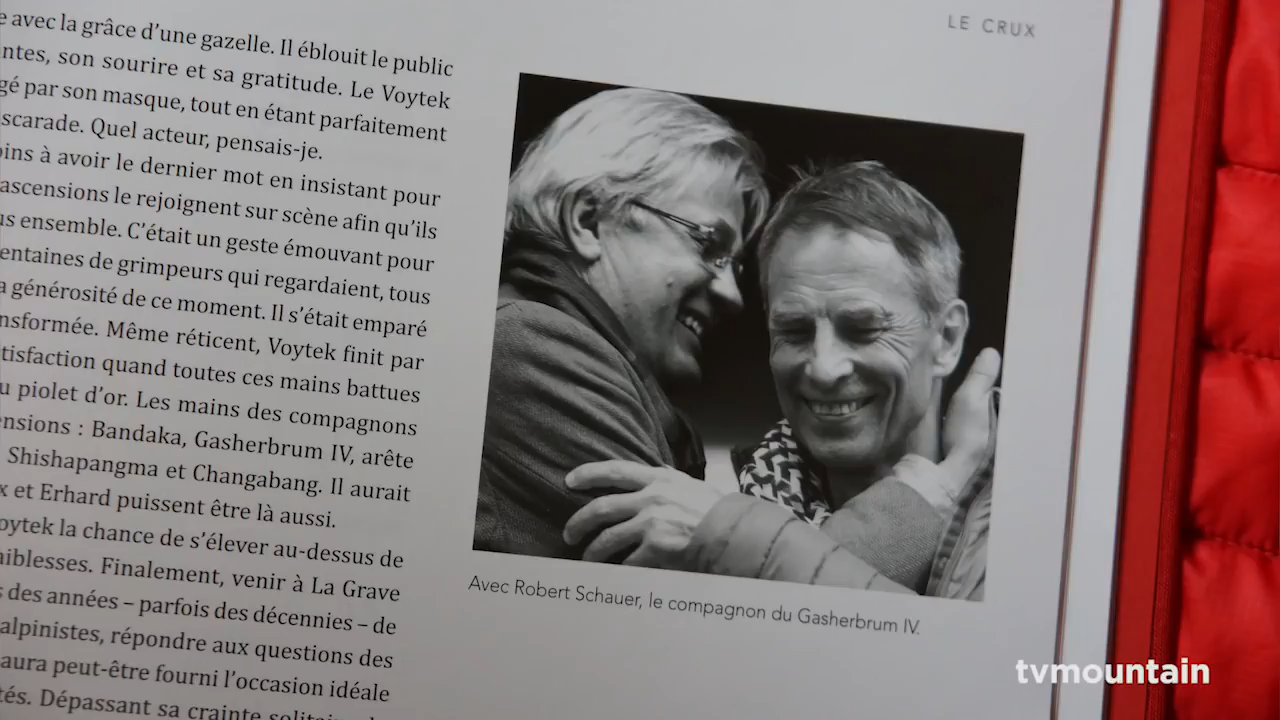 LE CRUX
e avec la grâce d'une gazelle. Il éblouit le public
ntes, son sourire et sa gratitude. Le Voytek
gé par son masque, tout en étant parfaitement
scarade. Quel acteur, pensais-je.
oins à avoir le dernier mot en insistant pour
ascensions le rejoignent sur scène afin qu'ils
us ensemble. C'était un geste émouvant pour
entaines de grimpeurs qui regardaient, tous
a générosité de ce moment. Il s'était emparé
nsformée. Même réticent, Voytek finit par
tisfaction quand toutes ces mains battues
u piolet d'or. Les mains des compagnons
ensions : Bandaka, Gasherbrum IV, arête
Shishapangma et Changabang. Il aurait
x et Erhard puissent être là aussi.
oytek la chance de s'élever au-dessus de
aiblesses. Finalement, venir à La Grave
s des années – parfois des décennies – de
alpinistes, répondre aux questions des
aura peut-être fourni l'occasion idéale
tés. Dépassant sa crainte
Avec Robert Schauer, le compagnon du Gasherbrum IV.
tvmountain